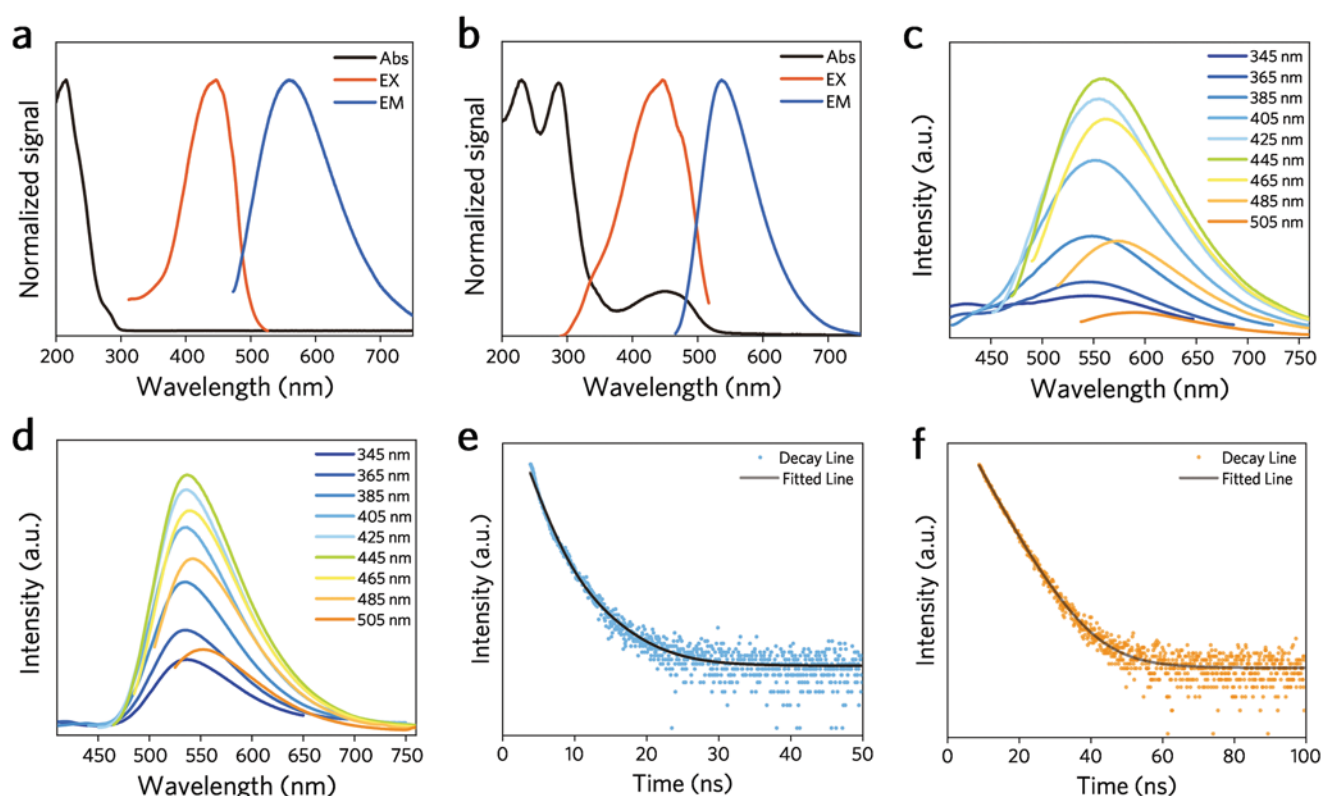 a
Abs
EX
EM
Normalized signal
200 300 400 500 600 700
Wavelength (nm)
b
Abs
EX
EM
Normalized signal
200 300 400 500 600 700
Wavelength (nm)
c
345 nm
365 nm
385 nm
405 nm
425 nm
445 nm
465 nm
485 nm
505 nm
Intensity (a.u.)
450 500 550 600 650 700 750
Wavelength (nm)
d
345 nm
365 nm
385 nm
405 nm
425 nm
445 nm
465 nm
485 nm
505 nm
Intensity (a.u.)
450 500 550 600 650 700 750
Wavelength (nm)
e
Decay Line
Fitted Line
Intensity (a.u.)
0 10 20 30 40 50
Time (ns)
f
Decay Line
Fitted Line
Intensity (a.u.)
0 20 40 60 80 100
Time (ns)